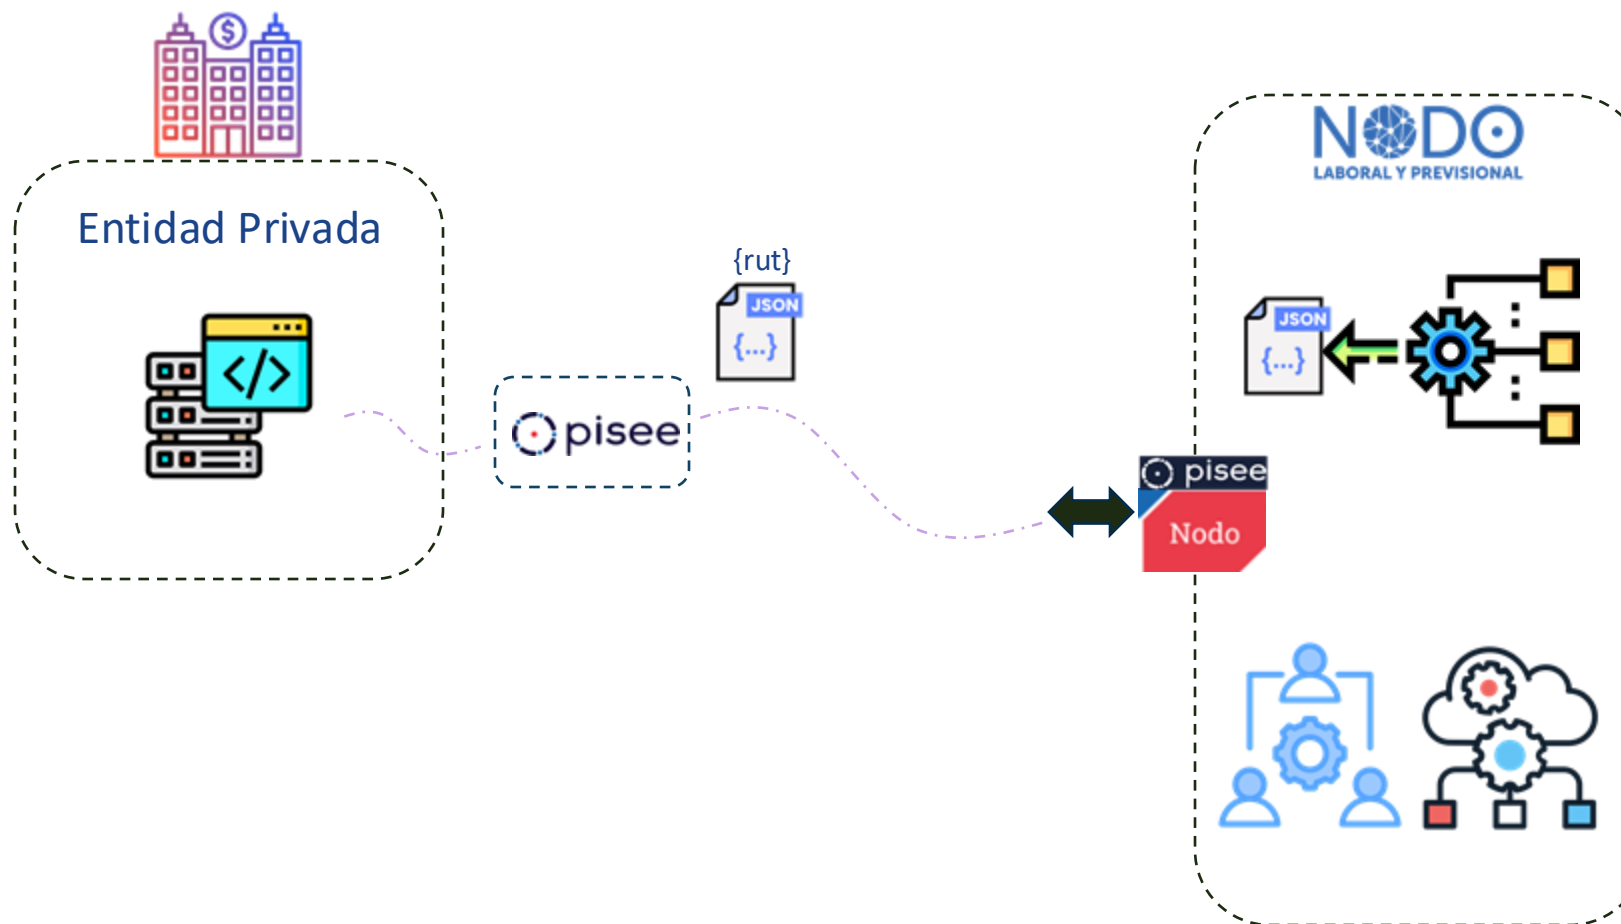 $
Entidad Privada
</>
{rut}
JSON
{...}
pisee
NODO
LABORAL Y PREVISIONAL
JSON
{...}
pisee
Nodo